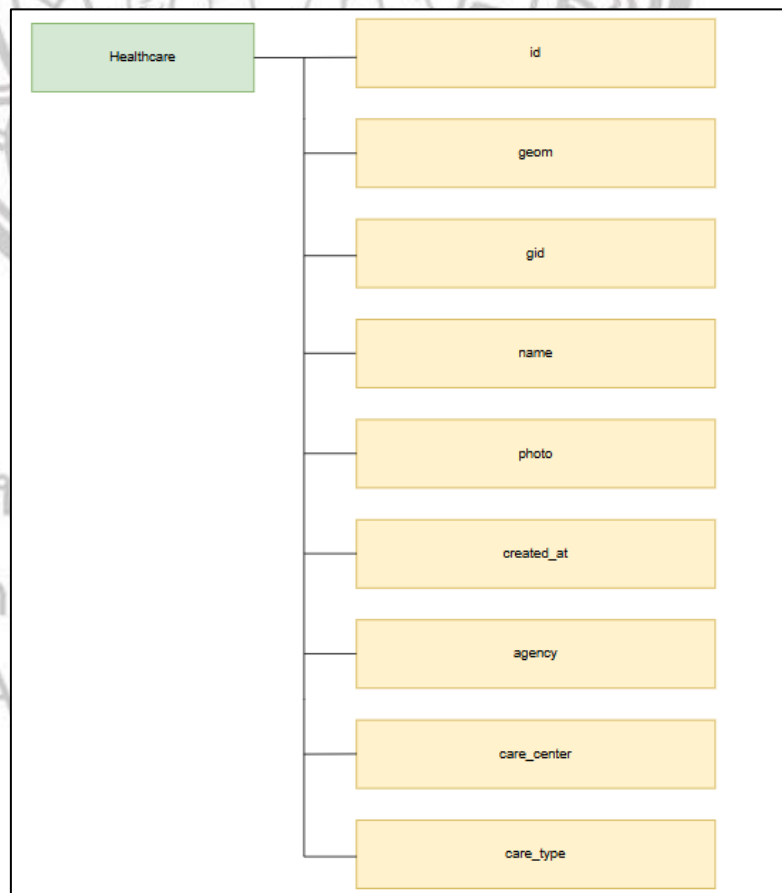 Healthcare
id
geom
gid
name
photo
created_at
agency
care_center
care_type